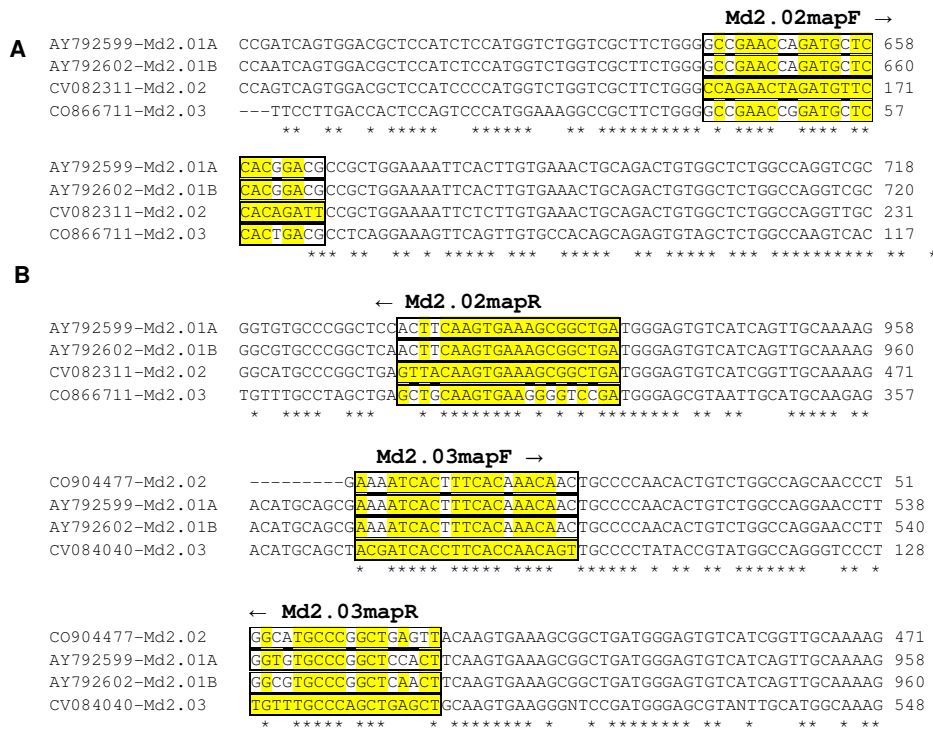 Md2.02mapF →
A
AY792599-Md2.01A CCGATCAGTGGACGCTCCATCTCCATGGTCTGGTCGCTTCTGGGGCCGAACCAGATGCTC 658
AY792602-Md2.01B CCAATCAGTGGACGCTCCATCTCCATGGTCTGGTCGCTTCTGGGGCCGAACCAGATGCTC 660
CV082311-Md2.02 CCAGTCAGTGGACGCTCCATCCCCATGGTCTGGTCGCTTCTGGGCCAGAACTAGATGTTC 171
CO866711-Md2.03 ---TTCCTTGACCACTCCAGTCCCATGGAAAGGCCGCTTCTGGGGCCGAACCGGATGCTC 57
** ** * ***** ****** ** ********** * **** **** **
AY792599-Md2.01A CACGGACGCCGCTGGAAAATTCACTTGTGAAACTGCAGACTGTGGCTCTGGCCAGGTCGC 718
AY792602-Md2.01B CACGGACGCCGCTGGAAAATTCACTTGTGAAACTGCAGACTGTGGCTCTGGCCAGGTCGC 720
CV082311-Md2.02 CACAGATTCCGCTGGAAAATTCTCTTGTGAAACTGCAGACTGTGGCTCTGGCCAGGTTGC 231
CO866711-Md2.03 CACTGACGCCTCAGGAAAGTTCAGTTGTGCCACAGCAGAGTGTAGCTCTGGCCAAGTCAC 117
*** ** ** * ***** *** ***** ** ***** *** ********** ** *
B
← Md2.02mapR
AY792599-Md2.01A GGTGTGCCCGGCTCCACTTCAAGTGAAAGCGGCTGATGGGAGTGTCATCAGTTGCAAAAG 958
AY792602-Md2.01B GGCGTGCCCGGCTCAACTTCAAGTGAAAGCGGCTGATGGGAGTGTCATCAGTTGCAAAAG 960
CV082311-Md2.02 GGCATGCCCGGCTGAGTTACAAGTGAAAGCGGCTGATGGGAGTGTCATCGGTTGCAAAAG 471
CO866711-Md2.03 TGTTTGCCTAGCTGAGCTGCAAGTGAAGGGGTCCGATGGGAGCGTAATTGCATGCAAGAG 357
* **** *** * ******** * * * ******** ** ** ***** **
Md2.03mapF →
CO904477-Md2.02 ---------GAAAATCACTTTCACAAACAACTGCCCCAACACTGTCTGGCCAGCAACCCT 51
AY792599-Md2.01A ACATGCAGCGAAAATCACTTTCACAAACAACTGCCCCAACACTGTCTGGCCAGGAACCTT 538
AY792602-Md2.01B ACATGCAGCGAAAATCACTTTCACAAACAACTGCCCCAACACTGTCTGGCCAGGAACCTT 540
CV084040-Md2.03 ACATGCAGCTACGATCACCTTCACCAACAGTTGCCCCTATACCGTATGGCCAGGGTCCCT 128
* ***** ***** **** ****** * ** ** ******* ** *
← Md2.03mapR
CO904477-Md2.02 GGCATGCCCGGCTGAGTTACAAGTGAAAGCGGCTGATGGGAGTGTCATCGGTTGCAAAAG 471
AY792599-Md2.01A GGTGTGCCCGGCTCCACTTCAAGTGAAAGCGGCTGATGGGAGTGTCATCAGTTGCAAAAG 958
AY792602-Md2.01B GGCGTGCCCGGCTCAACTTCAAGTGAAAGCGGCTGATGGGAGTGTCATCAGTTGCAAAAG 960
CV084040-Md2.03 TGTTTGCCCAGCTGAGCTGCAAGTGAAGGGNTCCGATGGGAGCGTANTTGCATGGCAAAG 548
* ***** *** * ******** * * ******** ** * ** * **